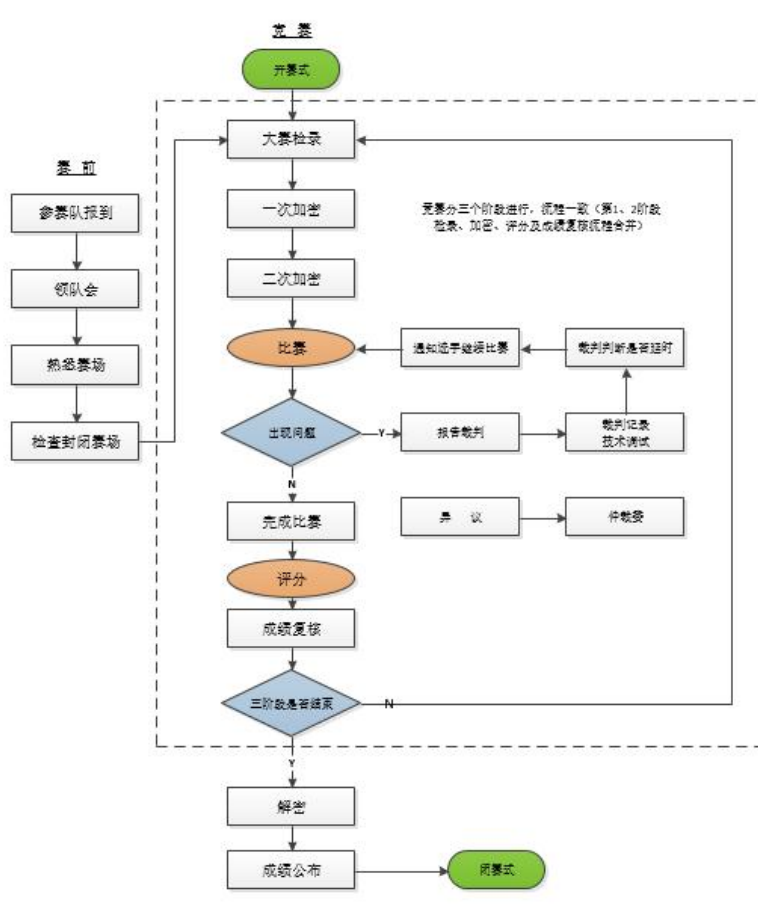 竞 赛
开赛式
大赛检录
赛 前
参赛队报到
一次加密
竞赛分三个阶段进行，流程一致（第1、2阶段
检录、加密、评分及成绩复核流程合并）
领队会
二次加密
熟悉赛场
比赛
通知选手继续比赛
裁判判断是否延时
检查封闭赛场
出现问题
Y
报告裁判
裁判记录
技术调试
N
完成比赛
异 议
仲裁委
评分
成绩复核
三阶段是否结束
N
Y
解密
成绩公布
闭赛式